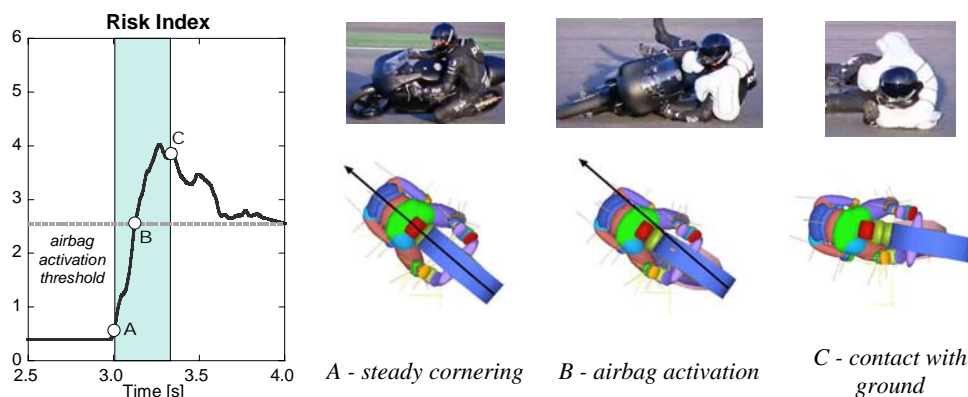 Risk Index
6
5
4
3
2
1
0
2.5 3.0 3.5 4.0
Time [s]
airbag
activation
threshold
A
B
C
A - steady cornering
B - airbag activation
C - contact with
ground